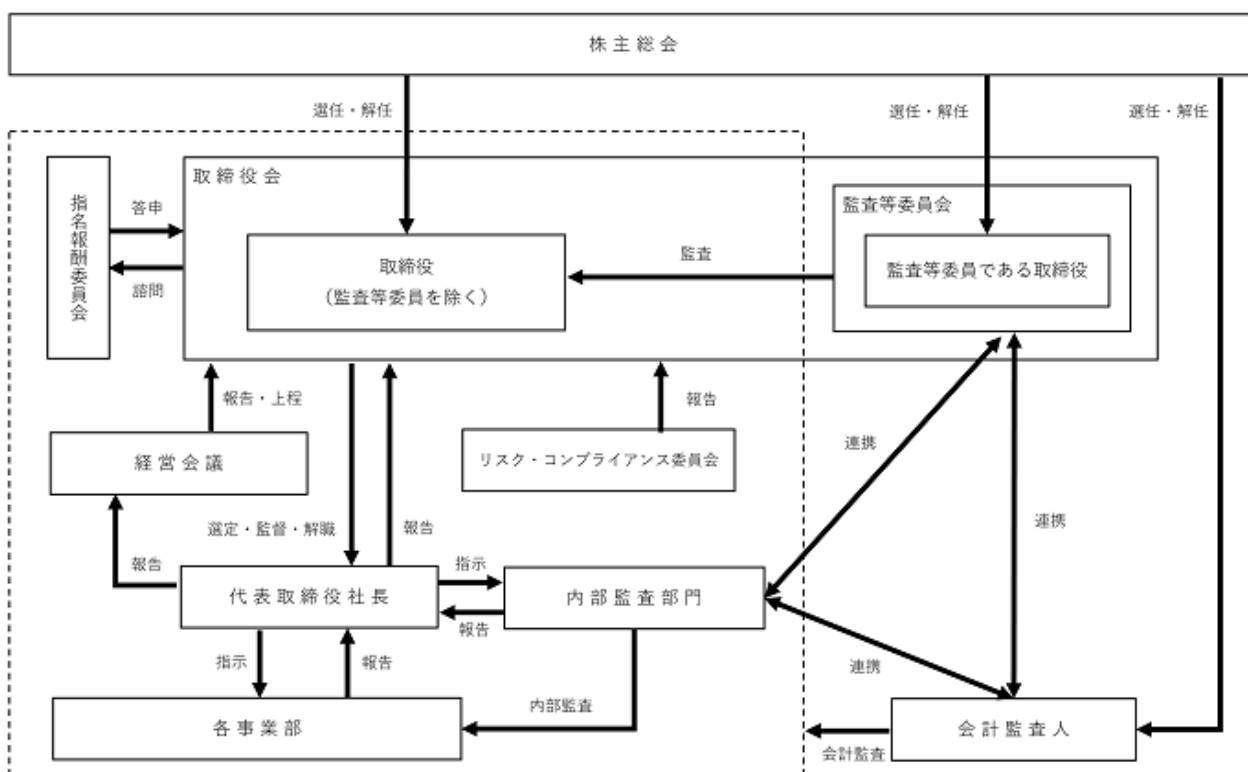 株主総会
選任・解任
選任・解任
選任・解任
取締役会
監査等委員会
指名報酬委員会
答申
諮問
取締役
（監査等委員を除く）
監査
監査等委員である取締役
報告・上程
報告
経営会議
リスク・コンプライアンス委員会
連携
連携
選定・監督・解職
報告
報告
指示
代表取締役社長
内部監査部門
報告
指示
報告
連携
内部監査
各事業部
会計監査人
会計監査